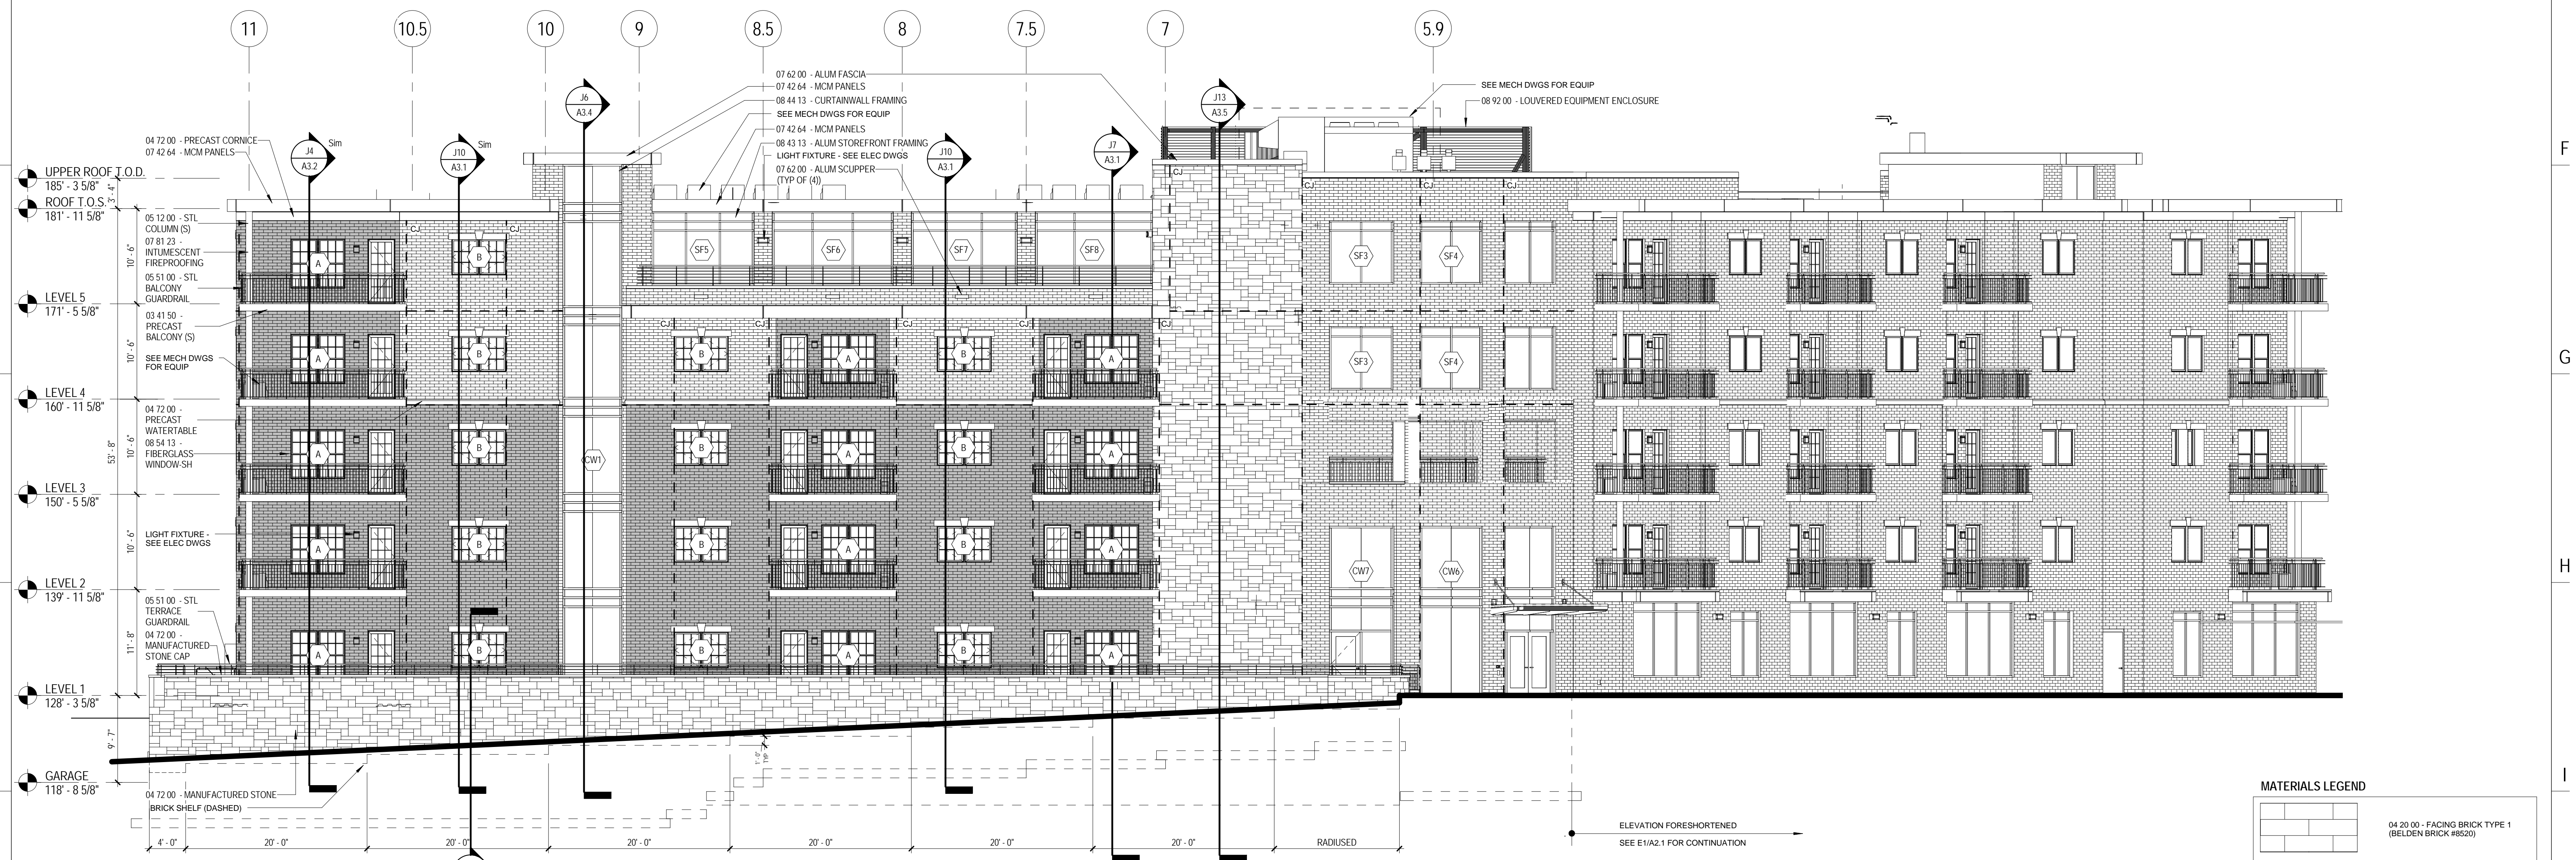 11
10.5
10
9
8.5
8
7.5
7
5.9
07 62 00 - ALUM FASCIA
07 42 64 - MCM PANELS
08 44 13 - CURTAINWALL FRAMING
SEE MECH DWGS FOR EQUIP
07 42 64 - MCM PANELS
08 43 13 - ALUM STOREFRONT FRAMING
LIGHT FIXTURE - SEE ELEC DWGS
07 62 00 - ALUM SCUPPER
(TYP OF (4))
SEE MECH DWGS FOR EQUIP
08 92 00 - LOUVERED EQUIPMENT ENCLOSURE
J4
A3.2
Sim
J10
A3.1
Sim
J6
A3.4
J10
A3.1
J7
A3.1
J13
A3.5
04 72 00 - PRECAST CORNICE
07 42 64 - MCM PANELS
UPPER ROOF T.O.D.
185' - 3 5/8"
3' - 4"
ROOF T.O.S.
181' - 11 5/8"
05 12 00 - STL
COLUMN (S)
07 81 23 -
INTUMESCENT
FIREPROOFING
05 51 00 - STL
BALCONY
GUARDRAIL
10' - 6"
LEVEL 5
171' - 5 5/8"
03 41 50 -
PRECAST
BALCONY (S)
SEE MECH DWGS
FOR EQUIP
10' - 6"
LEVEL 4
160' - 11 5/8"
04 72 00 -
PRECAST
WATERTABLE
08 54 13 -
FIBERGLASS
WINDOW-SH
53' - 8"
10' - 6"
LEVEL 3
150' - 5 5/8"
LIGHT FIXTURE -
SEE ELEC DWGS
10' - 6"
LEVEL 2
139' - 11 5/8"
05 51 00 - STL
TERRACE
GUARDRAIL
04 72 00 -
MANUFACTURED
STONE CAP
11' - 8"
LEVEL 1
128' - 3 5/8"
9' - 7"
GARAGE
118' - 8 5/8"
04 72 00 - MANUFACTURED STONE
BRICK SHELF (DASHED)
CJ
CJ
CJ
CJ
CJ
CJ
CJ
CJ
CJ
CJ
CJ
CJ
A
B
SF5
SF6
SF7
SF8
SF3
SF4
A
B
B
A
B
A
SF3
SF4
A
B
CW1
B
A
B
A
A
B
B
A
B
A
CW7
CW6
A
B
B
A
B
A
1' - 0"
TYP
4' - 0"
20' - 0"
20' - 0"
20' - 0"
20' - 0"
20' - 0"
20' - 0"
RADIUSED
ELEVATION FORESHORTENED
SEE E1/A2.1 FOR CONTINUATION
MATERIALS LEGEND
04 20 00 - FACING BRICK TYPE 1
(BELDEN BRICK #8520)
F
G
H
I